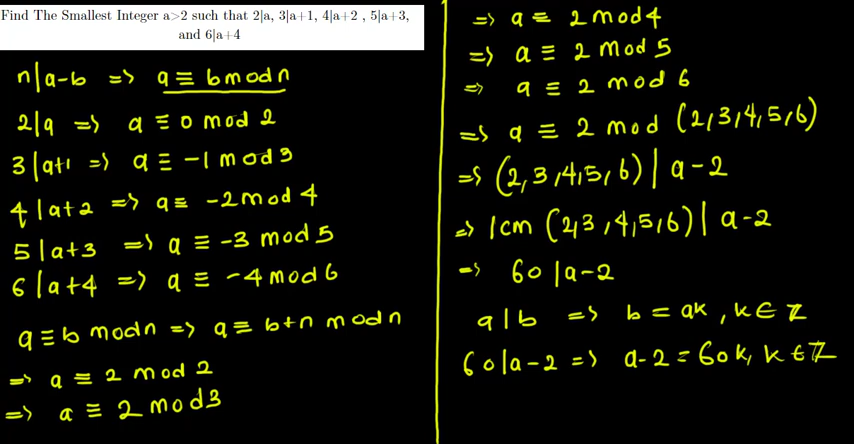 Find The Smallest Integer a>2 such that 2|a, 3|a+1, 4|a+2 , 5|a+3,
and 6|a+4
n|a-b => a ≡ b mod n
2|a => a ≡ 0 mod 2
3|a+1 => a ≡ -1 mod 3
4|a+2 => a ≡ -2 mod 4
5|a+3 => a ≡ -3 mod 5
6|a+4 => a ≡ -4 mod 6
a ≡ b mod n => a ≡ b+n mod n
=> a ≡ 2 mod 2
=> a ≡ 2 mod 3
=> a ≡ 2 mod 4
=> a ≡ 2 mod 5
=> a ≡ 2 mod 6
=> a ≡ 2 mod (2,3,4,5,6)
=> (2,3,4,5,6) | a-2
=> lcm (2,3,4,5,6) | a-2
=> 60 | a-2
a|b => b = ak, k ∈ ℤ
60|a-2 => a-2 = 60k, k ∈ ℤ